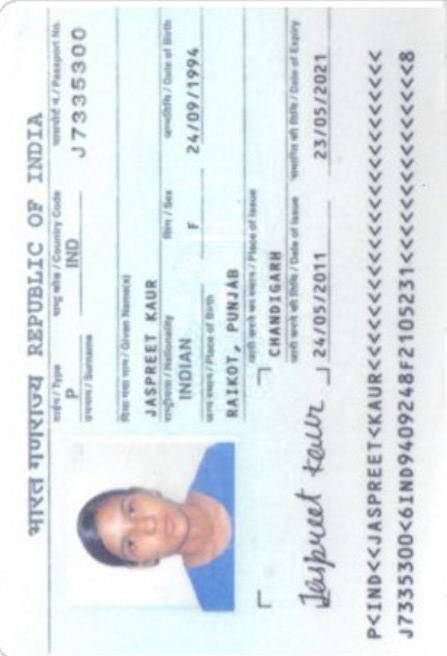 भारत गणराज्य REPUBLIC OF INDIA
टाईप / Type राष्ट्र कोड / Country Code पासपोर्ट नं. / Passport No.
P IND J7335300
उपनाम / Surname
दिया गया नाम / Given Name(s)
JASPREET KAUR
राष्ट्रीयता / Nationality लिंग / Sex जन्मतिथि / Date of Birth
INDIAN F 24/09/1994
जन्म स्थान / Place of Birth
RAIKOT, PUNJAB
जारी करने का स्थान / Place of Issue
CHANDIGARH
जारी करने की तिथि / Date of Issue समाप्ति की तिथि / Date of Expiry
24/05/2011 23/05/2021
Jaspreet Kaur
P<IND<<JASPREET<KAUR<<<<<<<<<<<<<<<<<<<<<<<<
J7335300<6IND9409248F2105231<<<<<<<<<<<<<<<8